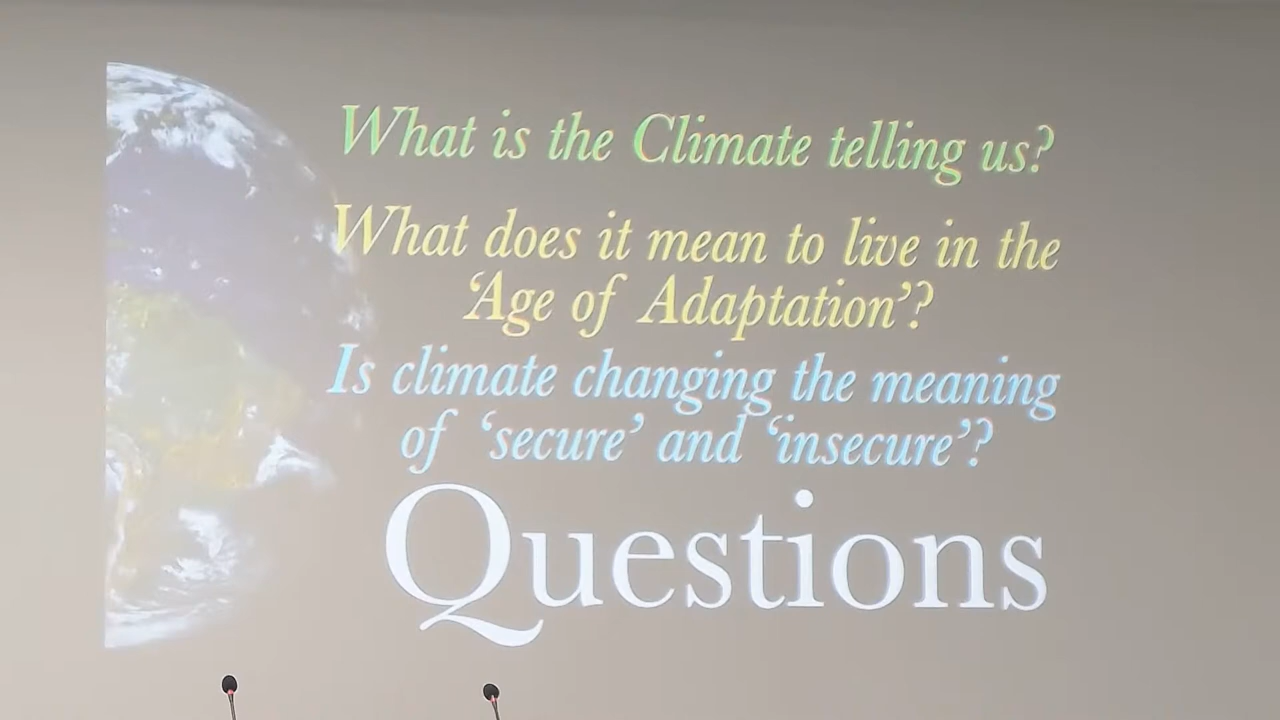 What is the Climate telling us?
What does it mean to live in the
‘Age of Adaptation’?
Is climate changing the meaning
of ‘secure’ and ‘insecure’?
Questions